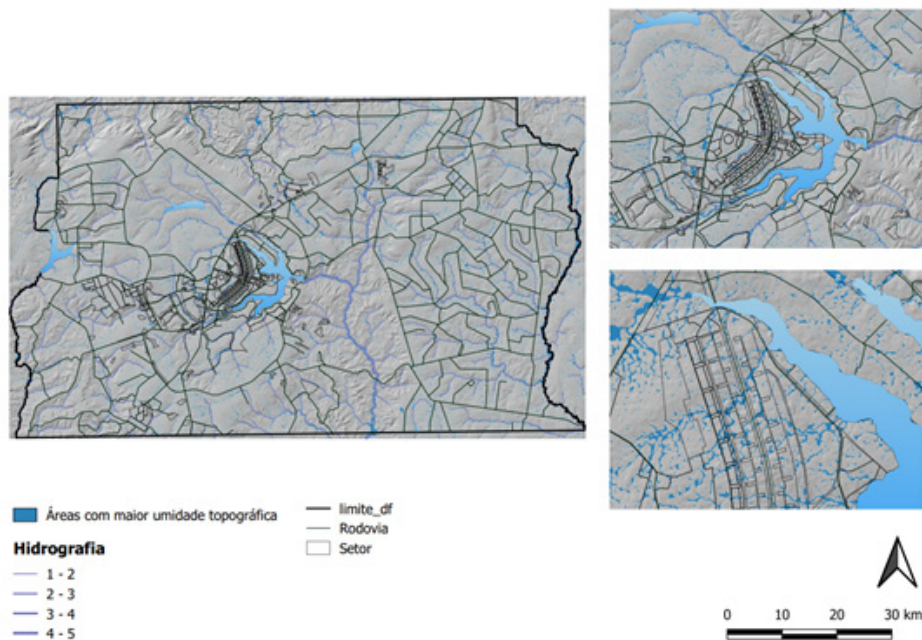 Áreas com maior umidade topográfica
Hidrografia
1 - 2
2 - 3
3 - 4
4 - 5
limite_df
Rodovia
Setor
0 10 20 30 km